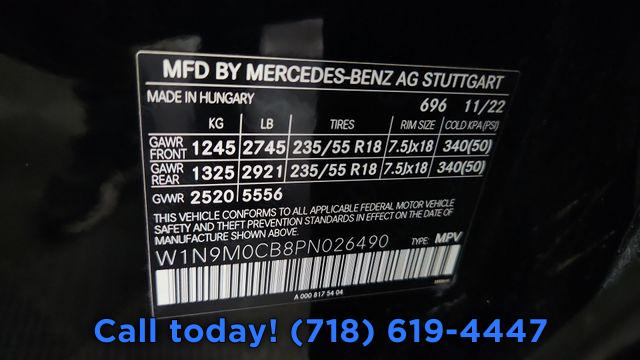 MFD BY MERCEDES-BENZ AG STUTTGART
MADE IN HUNGARY 696 11/22
KG LB TIRES RIM SIZE COLD KPA (PSI)
GAWR FRONT 1245 2745 235/55 R18 7.5Jx18 340(50)
GAWR REAR 1325 2921 235/55 R18 7.5Jx18 340(50)
GVWR 2520 5556
THIS VEHICLE CONFORMS TO ALL APPLICABLE FEDERAL MOTOR VEHICLE
SAFETY AND THEFT PREVENTION STANDARDS IN EFFECT ON THE DATE OF
MANUFACTURE SHOWN ABOVE.
W1N9M0CB8PN026490 TYPE: MPV
A 000 817 54 04
Call today! (718) 619-4447